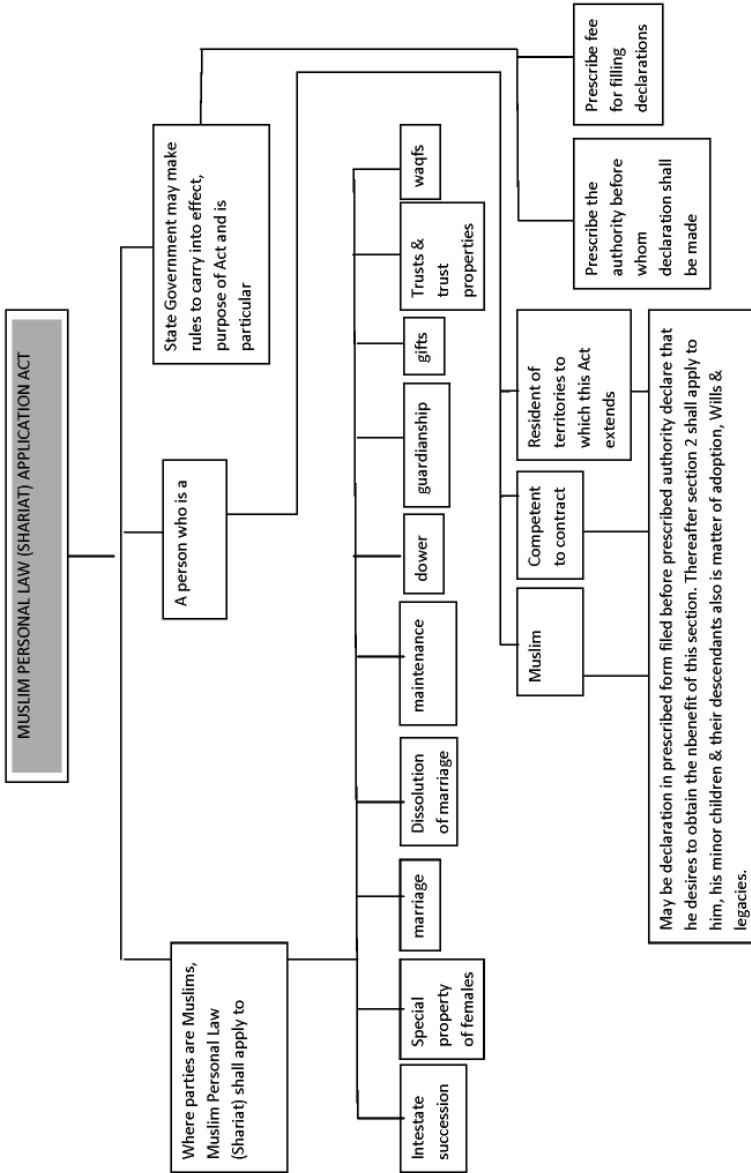 MUSLIM PERSONAL LAW (SHARIAT) APPLICATION ACT
Where parties are Muslims,
Muslim Personal Law
(Shariat) shall apply to
A person who is a
State Government may make
rules to carry into effect,
purpose of Act and is
particular
Intestate
succession
Special
property
of females
marriage
Dissolution
of marriage
maintenance
dower
guardianship
gifts
Trusts &
trust
properties
waqfs
Muslim
Competent
to contract
Resident of
territories to
which this Act
extends
Prescribe the
authority before
whom
declaration shall
be made
Prescribe fee
for filling
declarations
May be declaration in prescribed form filed before prescribed authority declare that
he desires to obtain the nbenefit of this section. Thereafter section 2 shall apply to
him, his minor children & their descendants also is matter of adoption, Wills &
legacies.